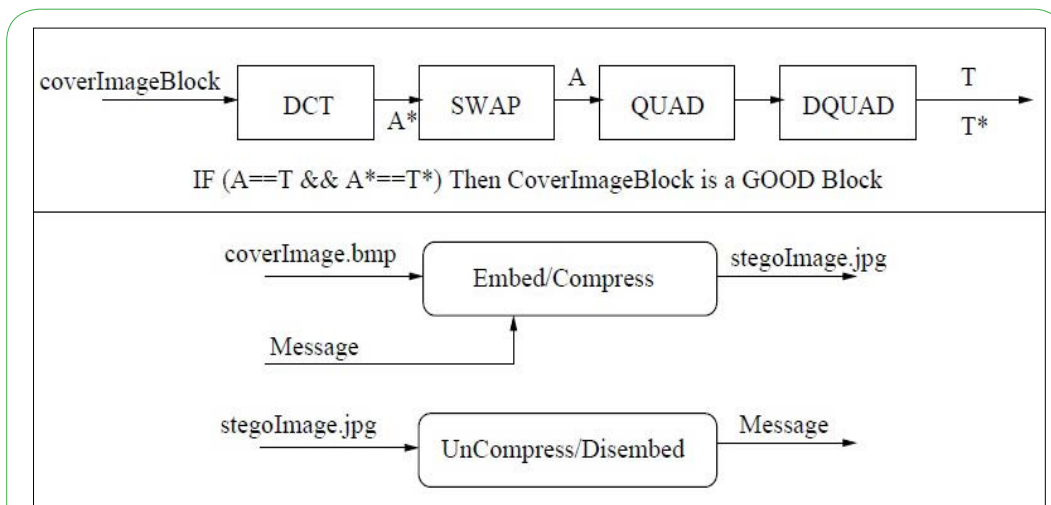 coverImageBlock
DCT
A*
SWAP
A
QUAD
DQUAD
T
T*
IF (A==T && A*==T*) Then CoverImageBlock is a GOOD Block
coverImage.bmp
Embed/Compress
stegoImage.jpg
Message
stegoImage.jpg
UnCompress/Disembed
Message